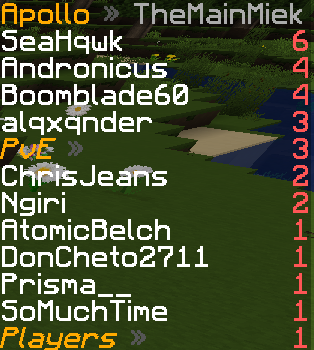 Apollo » TheMainMiek
SeaHqwk 6
Andronicus 4
Boomblade60 4
alqxqnder 3
PvE » 3
ChrisJeans 2
Ngiri 2
AtomicBelch 1
DonCheto2711 1
Prisma__ 1
SoMuchTime 1
Players » 1